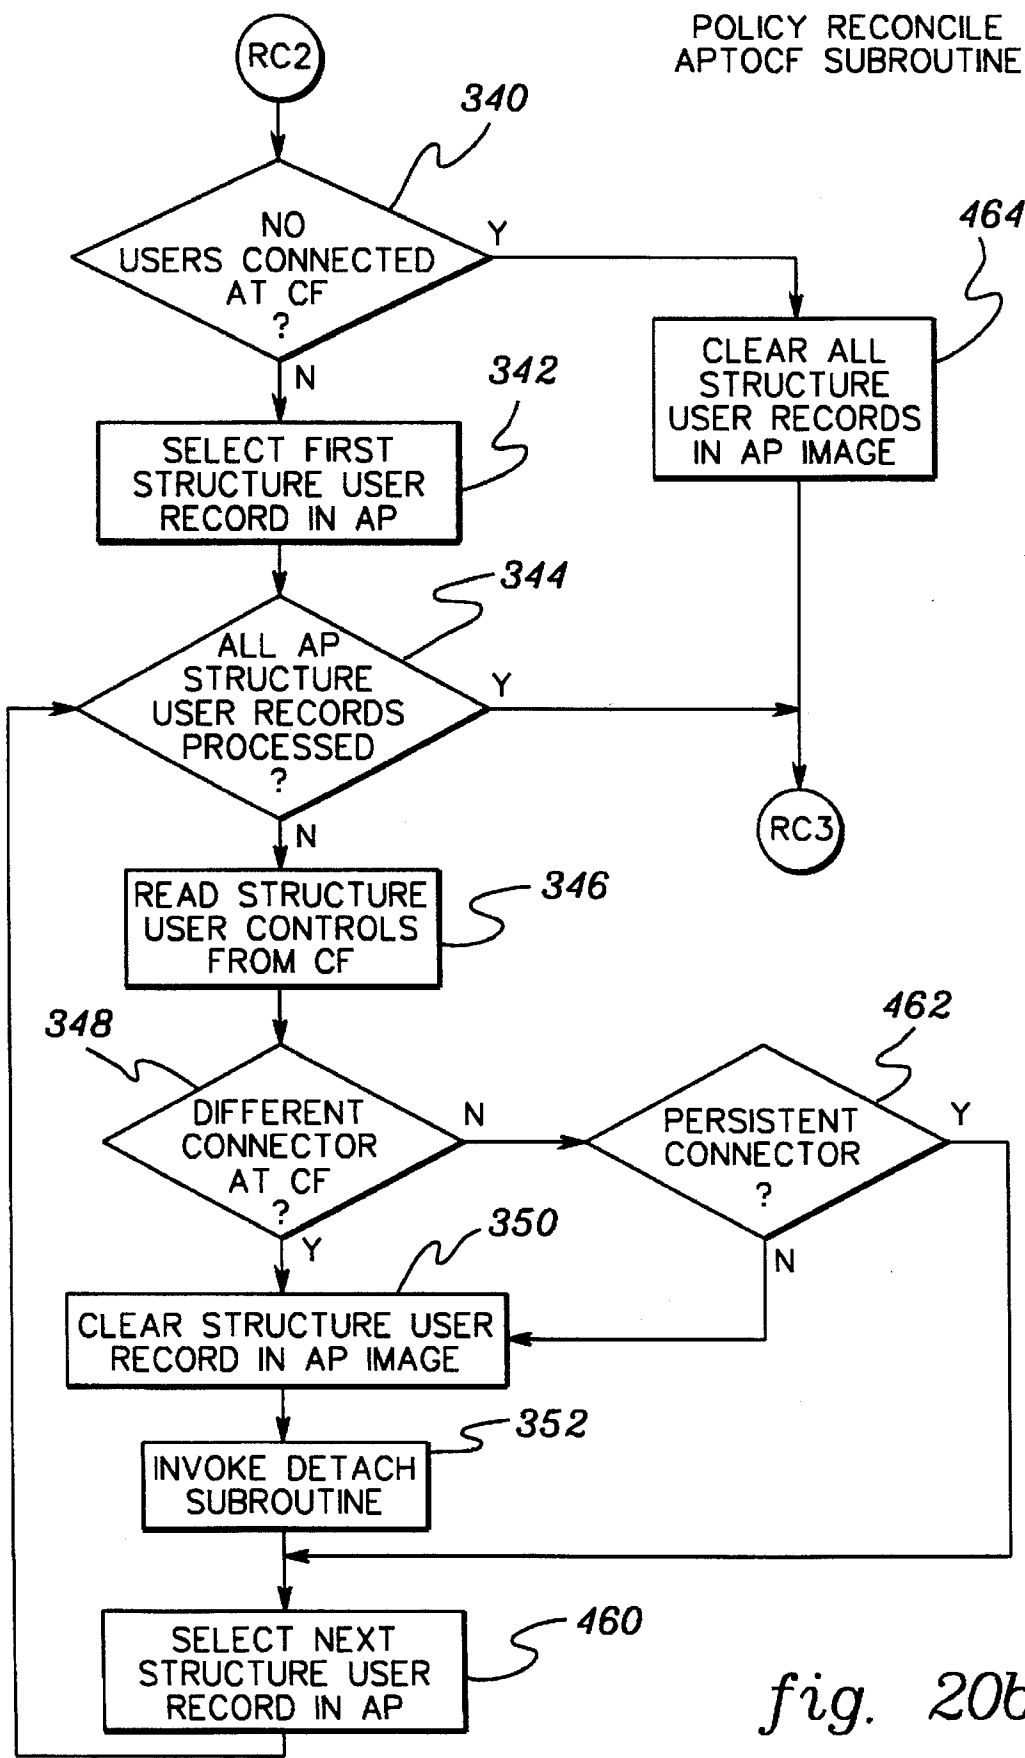 POLICY RECONCILE
APTOCF SUBROUTINE
RC2
340
NO
USERS CONNECTED
AT CF
?
Y
N
464
CLEAR ALL
STRUCTURE
USER RECORDS
IN AP IMAGE
342
SELECT FIRST
STRUCTURE USER
RECORD IN AP
344
ALL AP
STRUCTURE
USER RECORDS
PROCESSED
?
Y
N
RC3
346
READ STRUCTURE
USER CONTROLS
FROM CF
348
DIFFERENT
CONNECTOR
AT CF
?
N
Y
462
PERSISTENT
CONNECTOR
?
Y
N
350
CLEAR STRUCTURE USER
RECORD IN AP IMAGE
352
INVOKE DETACH
SUBROUTINE
460
SELECT NEXT
STRUCTURE USER
RECORD IN AP
fig. 20b